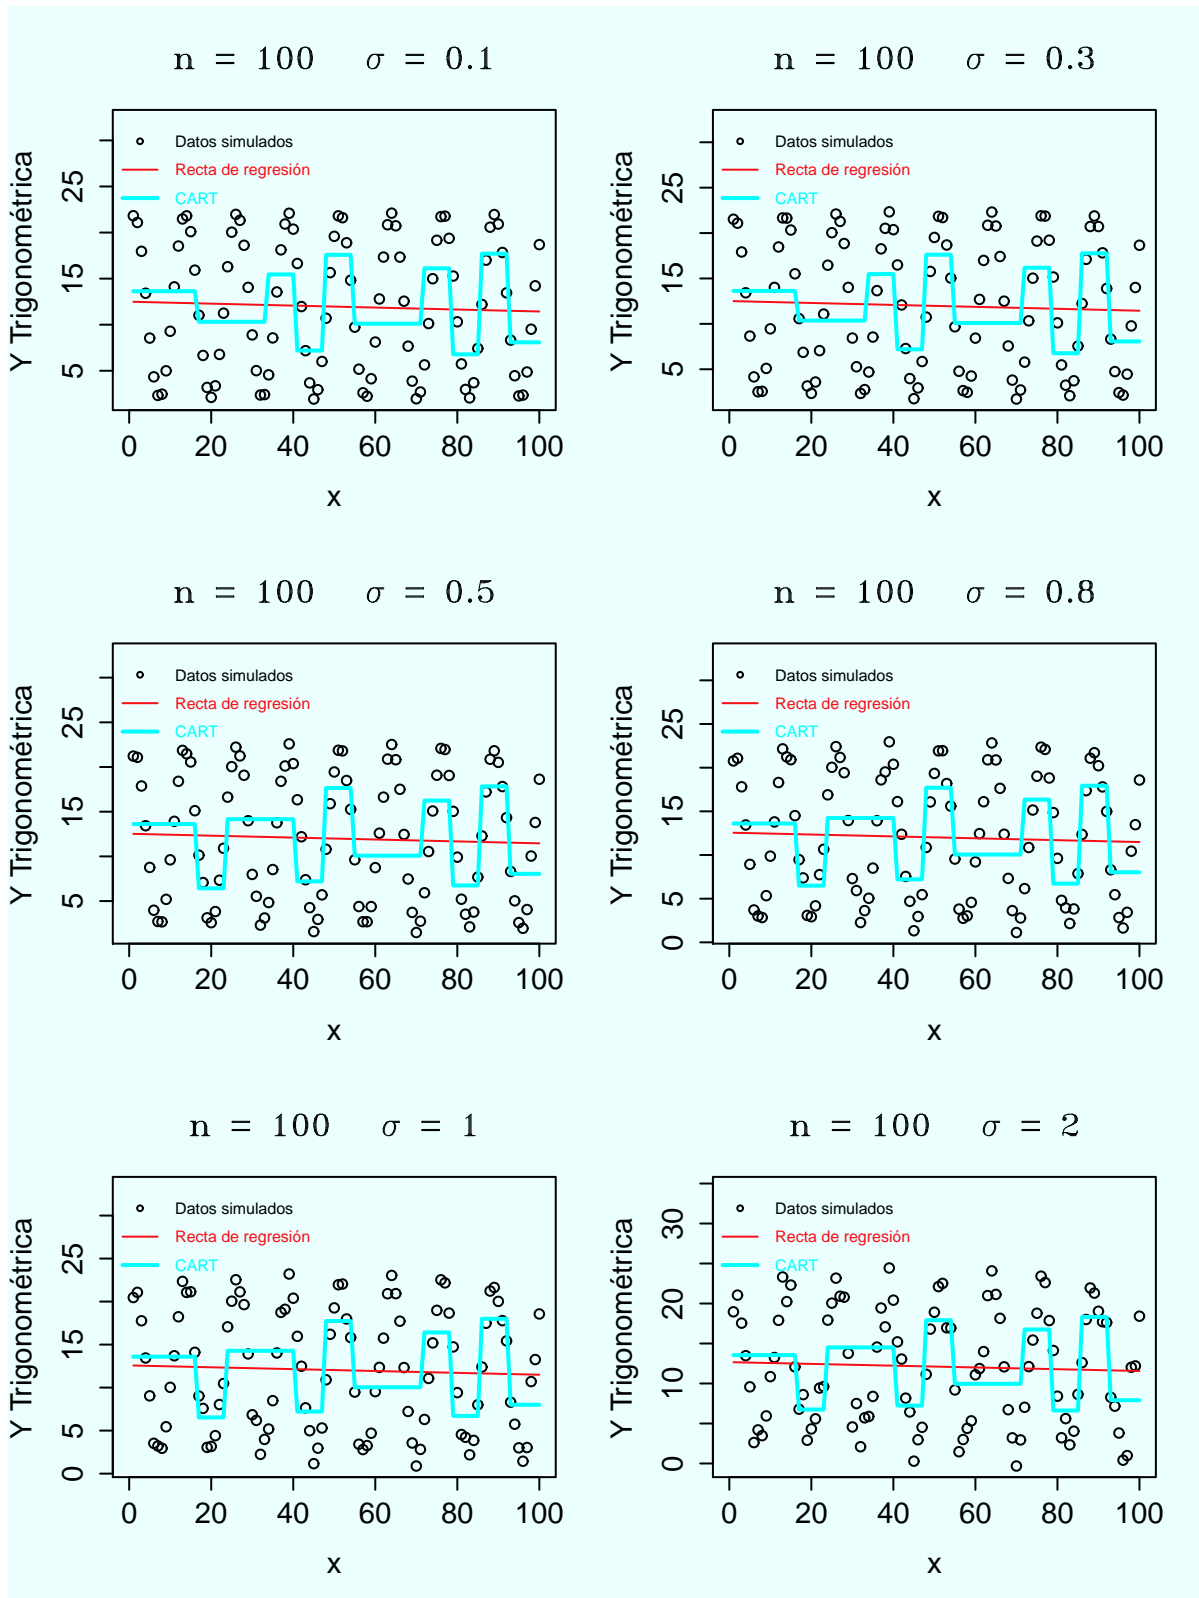 n = 100 σ = 0.1
Y Trigonométrica
25
15
5
Datos simulados
Recta de regresión
CART
0 20 40 60 80 100
x
n = 100 σ = 0.3
Y Trigonométrica
25
15
5
Datos simulados
Recta de regresión
CART
0 20 40 60 80 100
x
n = 100 σ = 0.5
Y Trigonométrica
25
15
5
Datos simulados
Recta de regresión
CART
0 20 40 60 80 100
x
n = 100 σ = 0.8
Y Trigonométrica
25
15
5
0
Datos simulados
Recta de regresión
CART
0 20 40 60 80 100
x
n = 100 σ = 1
Y Trigonométrica
25
15
5
0
Datos simulados
Recta de regresión
CART
0 20 40 60 80 100
x
n = 100 σ = 2
Y Trigonométrica
30
20
10
0
Datos simulados
Recta de regresión
CART
0 20 40 60 80 100
x